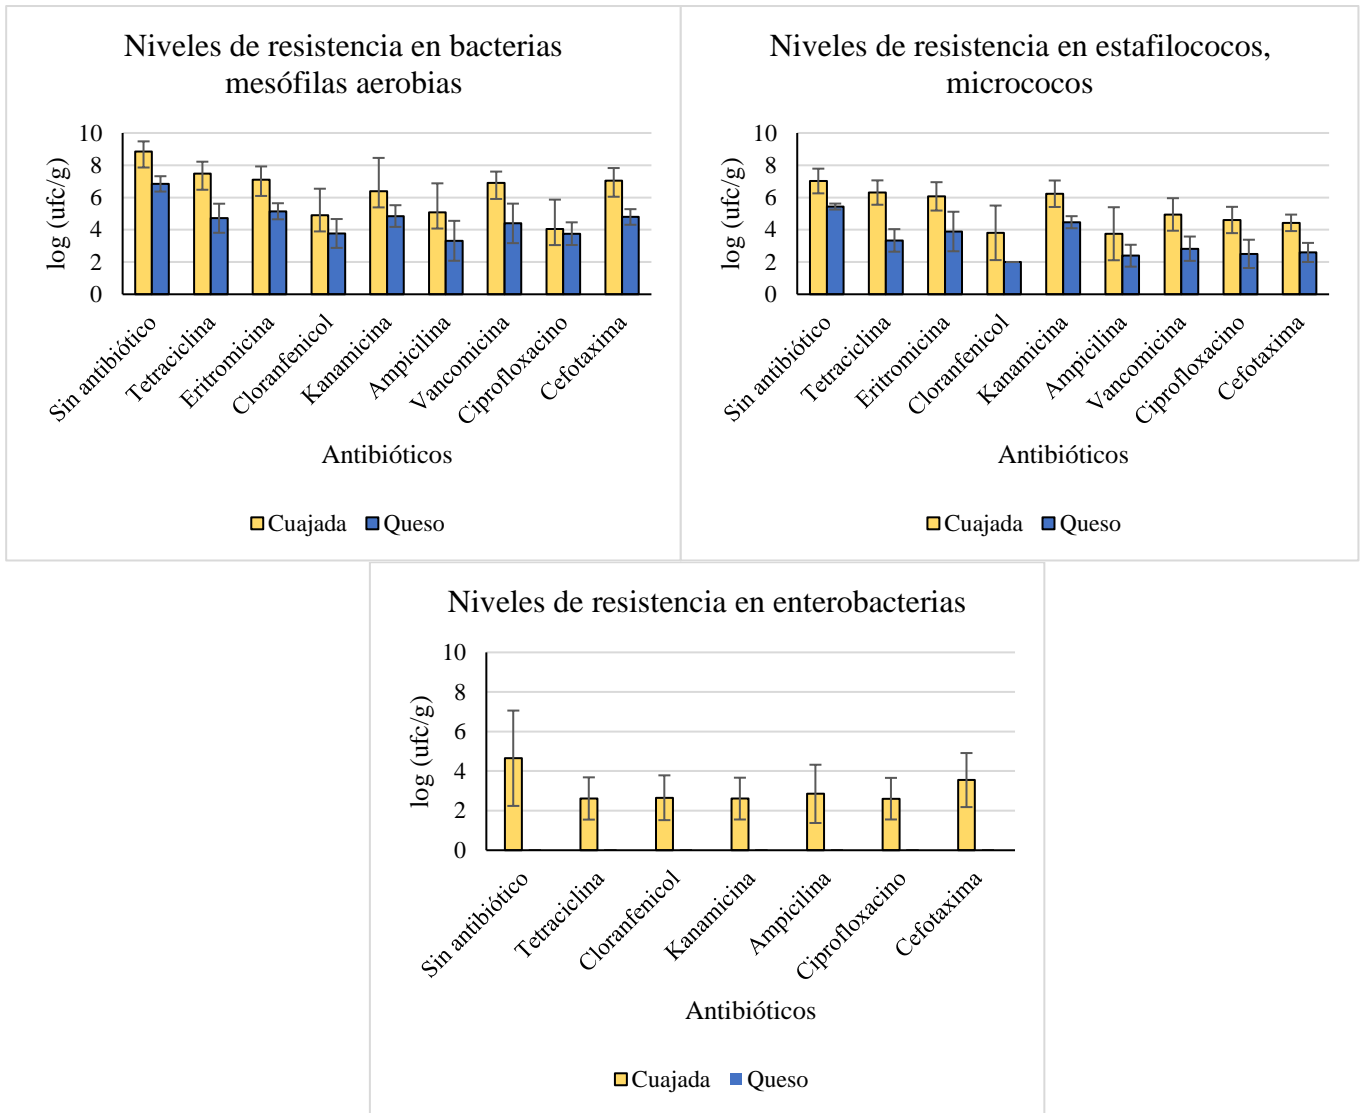 Niveles de resistencia en bacterias
mesófilas aerobias
log (ufc/g)
10
8
6
4
2
0
Sin antibiótico
Tetraciclina
Eritromicina
Cloranfenicol
Kanamicina
Ampicilina
Vancomicina
Ciprofloxacino
Cefotaxima
Antibióticos
Cuajada Queso
Niveles de resistencia en estafilococos,
micrococos
log (ufc/g)
10
8
6
4
2
0
Sin antibiótico
Tetraciclina
Eritromicina
Cloranfenicol
Kanamicina
Ampicilina
Vancomicina
Ciprofloxacino
Cefotaxima
Antibióticos
Cuajada Queso
Niveles de resistencia en enterobacterias
log (ufc/g)
10
8
6
4
2
0
Sin antibiótico
Tetraciclina
Cloranfenicol
Kanamicina
Ampicilina
Ciprofloxacino
Cefotaxima
Antibióticos
Cuajada Queso